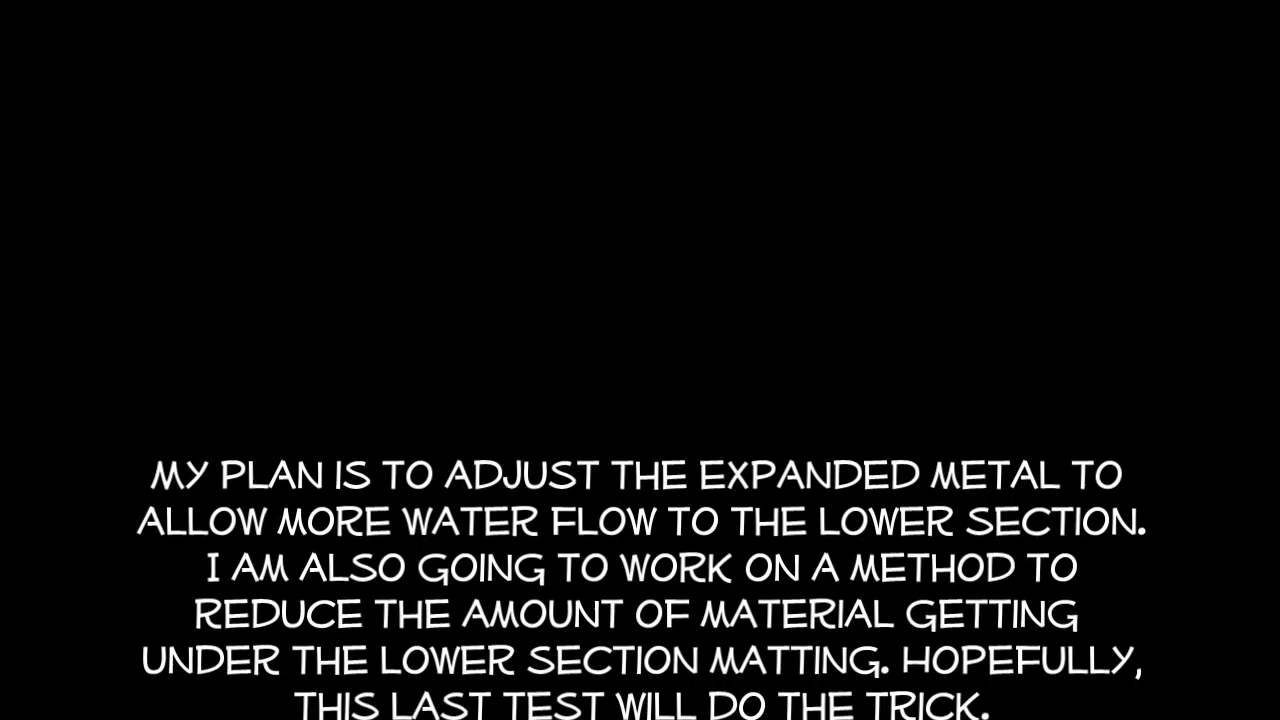 MY PLAN IS TO ADJUST THE EXPANDED METAL TO
ALLOW MORE WATER FLOW TO THE LOWER SECTION.
I AM ALSO GOING TO WORK ON A METHOD TO
REDUCE THE AMOUNT OF MATERIAL GETTING
UNDER THE LOWER SECTION MATTING. HOPEFULLY,
THIS LAST TEST WILL DO THE TRICK.